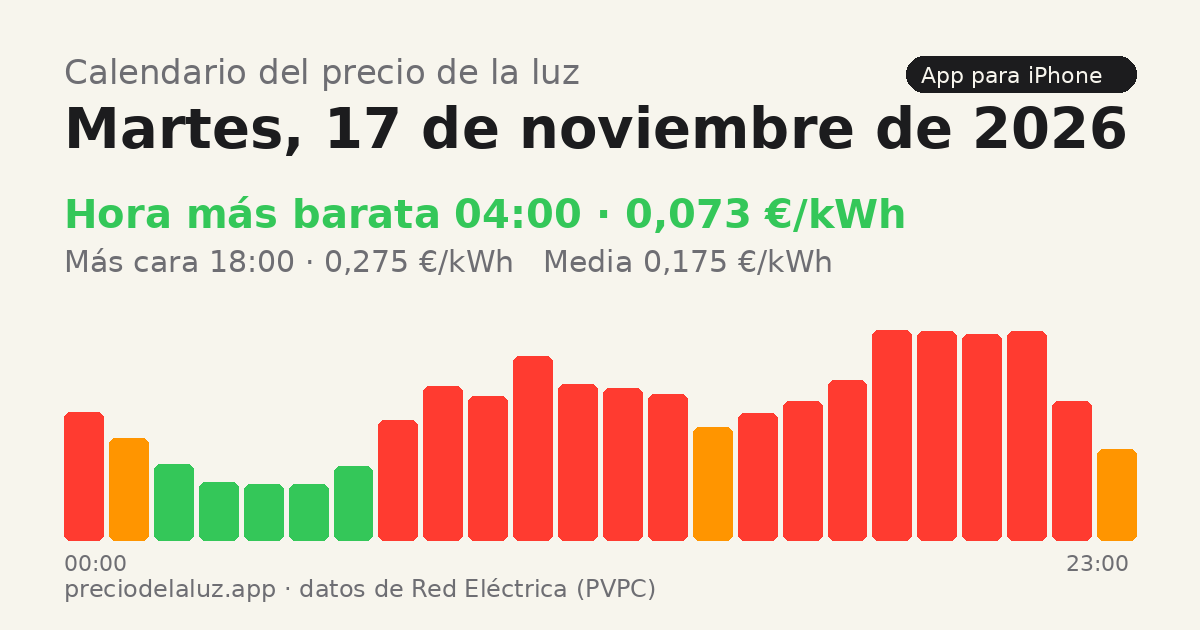 Calendario del precio de la luz
App para iPhone
Martes, 17 de noviembre de 2026
Hora más barata 04:00 · 0,073 €/kWh
Más cara 18:00 · 0,275 €/kWh Media 0,175 €/kWh
00:00 23:00
preciodelaluz.app · datos de Red Eléctrica (PVPC)